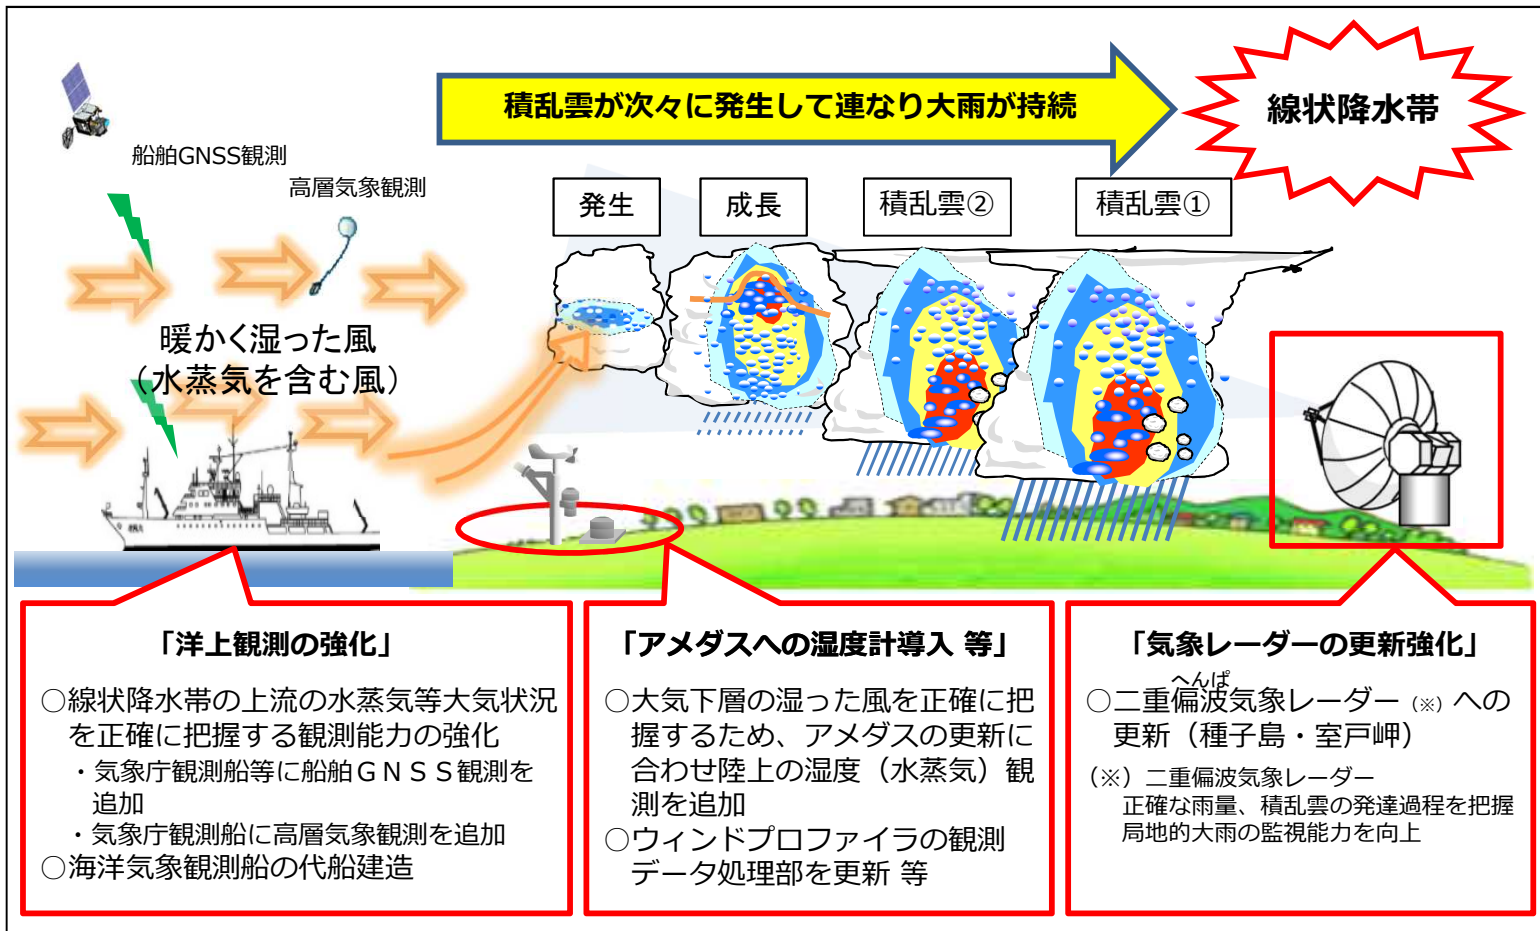 積乱雲が次々に発生して連なり大雨が持続
線状降水帯
船舶GNSS観測
高層気象観測
発生
成長
積乱雲②
積乱雲①
暖かく湿った風
（水蒸気を含む風）
「洋上観測の強化」
○線状降水帯の上流の水蒸気等大気状況
を正確に把握する観測能力の強化
・気象庁観測船等に船舶ＧＮＳＳ観測を
追加
・気象庁観測船に高層気象観測を追加
○海洋気象観測船の代船建造
「アメダスへの湿度計導入 等」
○大気下層の湿った風を正確に把
握するため、アメダスの更新に
合わせ陸上の湿度（水蒸気）観
測を追加
○ウィンドプロファイラの観測
データ処理部を更新 等
「気象レーダーの更新強化」
へんぱ
○二重偏波気象レーダー（※）への
更新（種子島・室戸岬）
（※）二重偏波気象レーダー
正確な雨量、積乱雲の発達過程を把握
局地的大雨の監視能力を向上